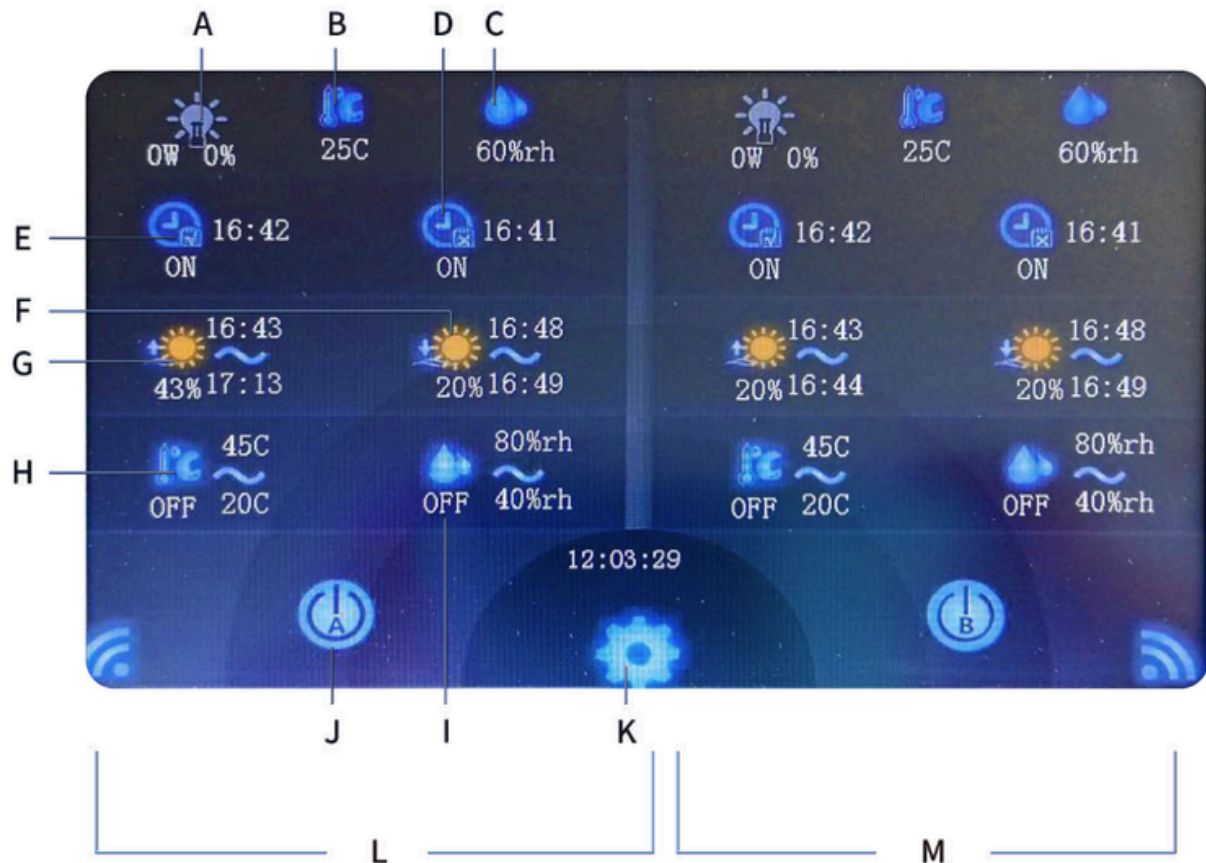 A B D C
0W 0% 25C 60%rh 0W 0% 25C 60%rh
E 16:42 16:41 16:42 16:41
ON ON ON ON
F 16:43 16:48 16:43 16:48
G 43% 17:13 20% 16:49 20% 16:44 20% 16:49
H 45C 80%rh 45C 80%rh
OFF 20C OFF 40%rh OFF 20C OFF 40%rh
12:03:29
A B
J I K
L M